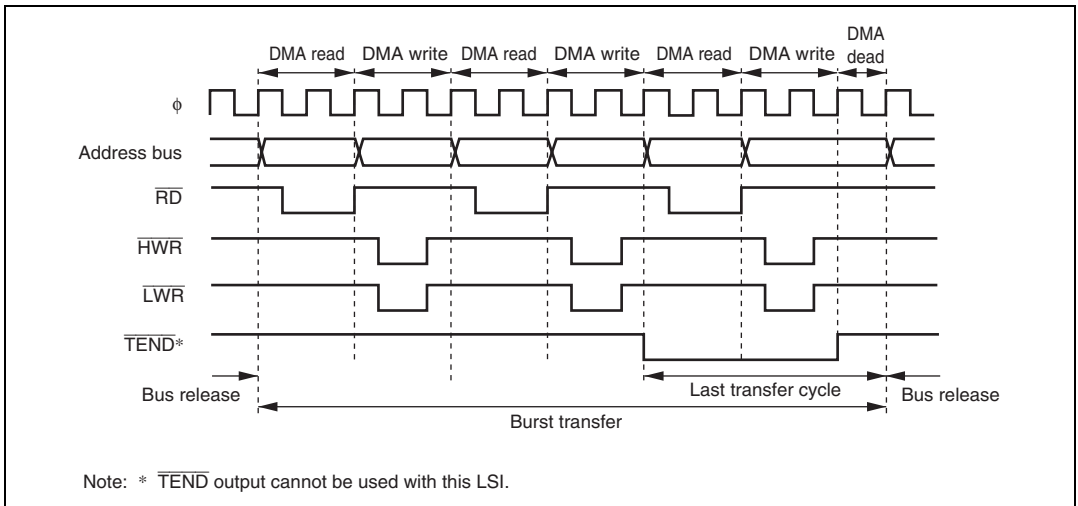 DMA
DMA read DMA write DMA read DMA write DMA read DMA write dead
ϕ
Address bus
RD
HWR
LWR
TEND*
Bus release Last transfer cycle Bus release
Burst transfer
Note: * TEND output cannot be used with this LSI.